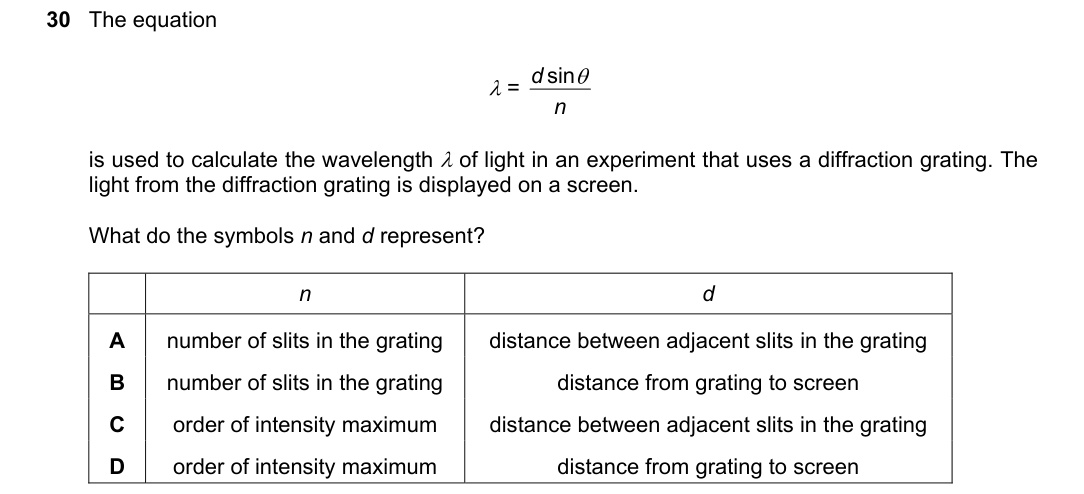 30 The equation
λ = d sin θ / n
is used to calculate the wavelength λ of light in an experiment that uses a diffraction grating. The
light from the diffraction grating is displayed on a screen.
What do the symbols n and d represent?
n d
A number of slits in the grating distance between adjacent slits in the grating
B number of slits in the grating distance from grating to screen
C order of intensity maximum distance between adjacent slits in the grating
D order of intensity maximum distance from grating to screen